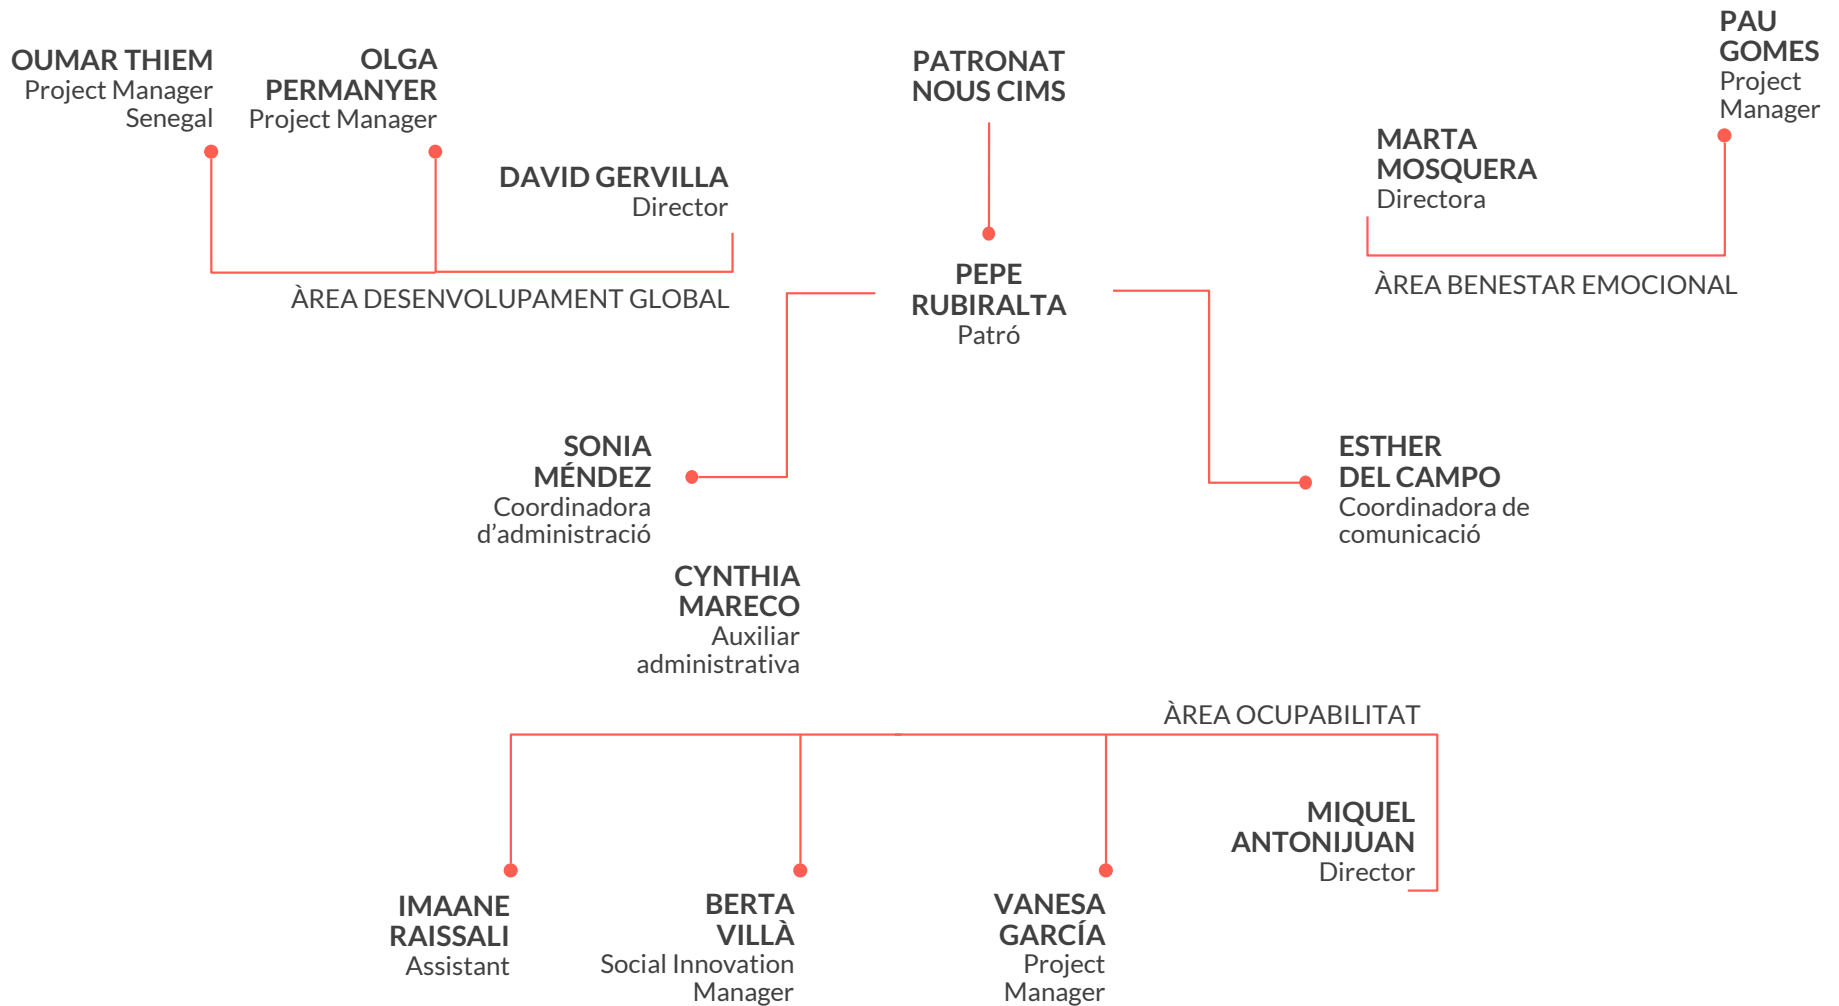 OUMAR THIEM
Project Manager
Senegal
OLGA
PERMANYER
Project Manager
DAVID GERVILLA
Director
ÀREA DESENVOLUPAMENT GLOBAL
PATRONAT
NOUS CIMS
PEPE
RUBIRALTA
Patró
PAU
GOMES
Project
Manager
MARTA
MOSQUERA
Directora
ÀREA BENESTAR EMOCIONAL
SONIA
MÉNDEZ
Coordinadora
d’administració
ESTHER
DEL CAMPO
Coordinadora de
comunicació
CYNTHIA
MARECO
Auxiliar
administrativa
ÀREA OCUPABILITAT
MIQUEL
ANTONIJUAN
Director
IMAANE
RAISSALI
Assistant
BERTA
VILLÀ
Social Innovation
Manager
VANESA
GARCÍA
Project
Manager